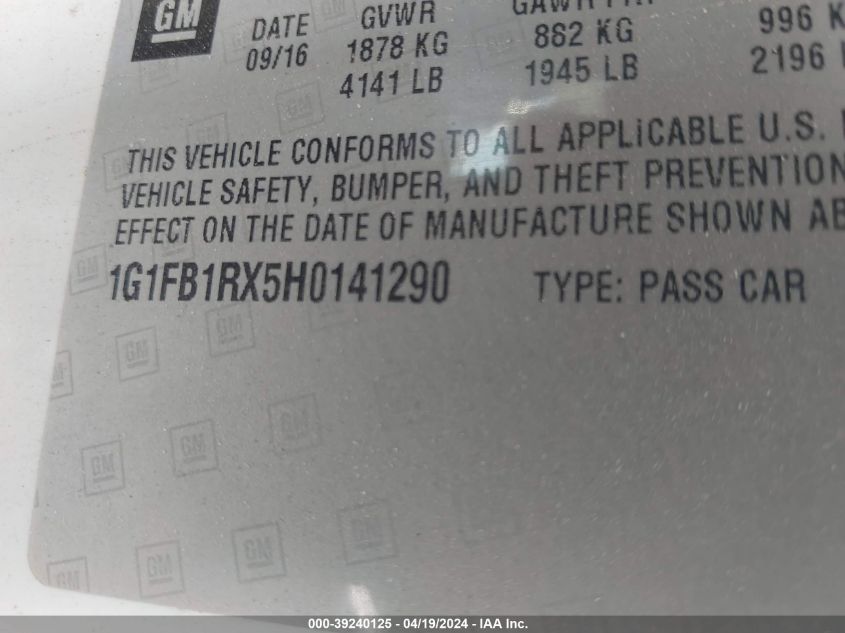 GM
DATE GVWR
09/16 1878 KG 882 KG 996 K
4141 LB 1945 LB 2196
THIS VEHICLE CONFORMS TO ALL APPLICABLE U.S.
VEHICLE SAFETY, BUMPER, AND THEFT PREVENTION
EFFECT ON THE DATE OF MANUFACTURE SHOWN AB
1G1FB1RX5H0141290 TYPE: PASS CAR
000-39240125 - 04/19/2024 - IAA Inc.